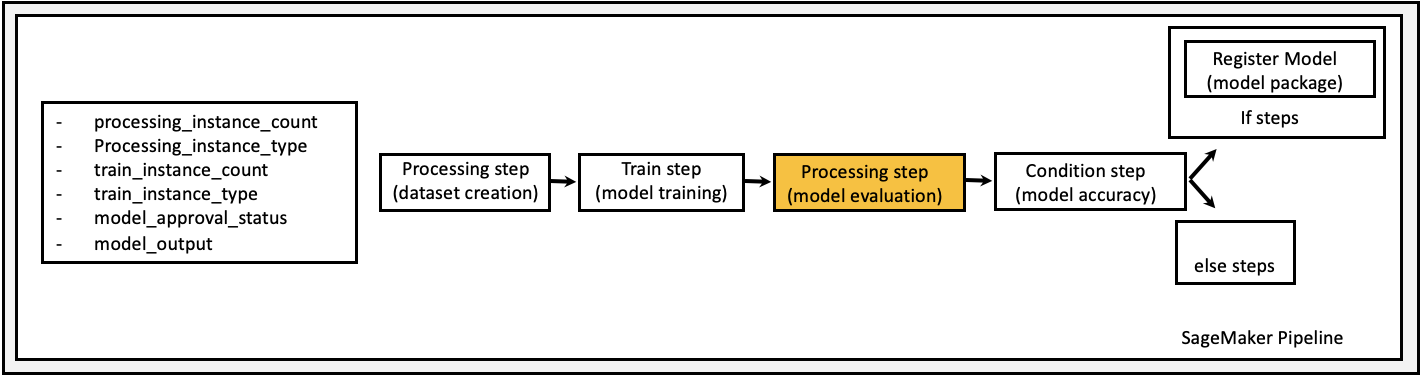 - processing_instance_count
- Processing_instance_type
- train_instance_count
- train_instance_type
- model_approval_status
- model_output
Processing step
(dataset creation)
Train step
(model training)
Processing step
(model evaluation)
Condition step
(model accuracy)
Register Model
(model package)
If steps
else steps
SageMaker Pipeline